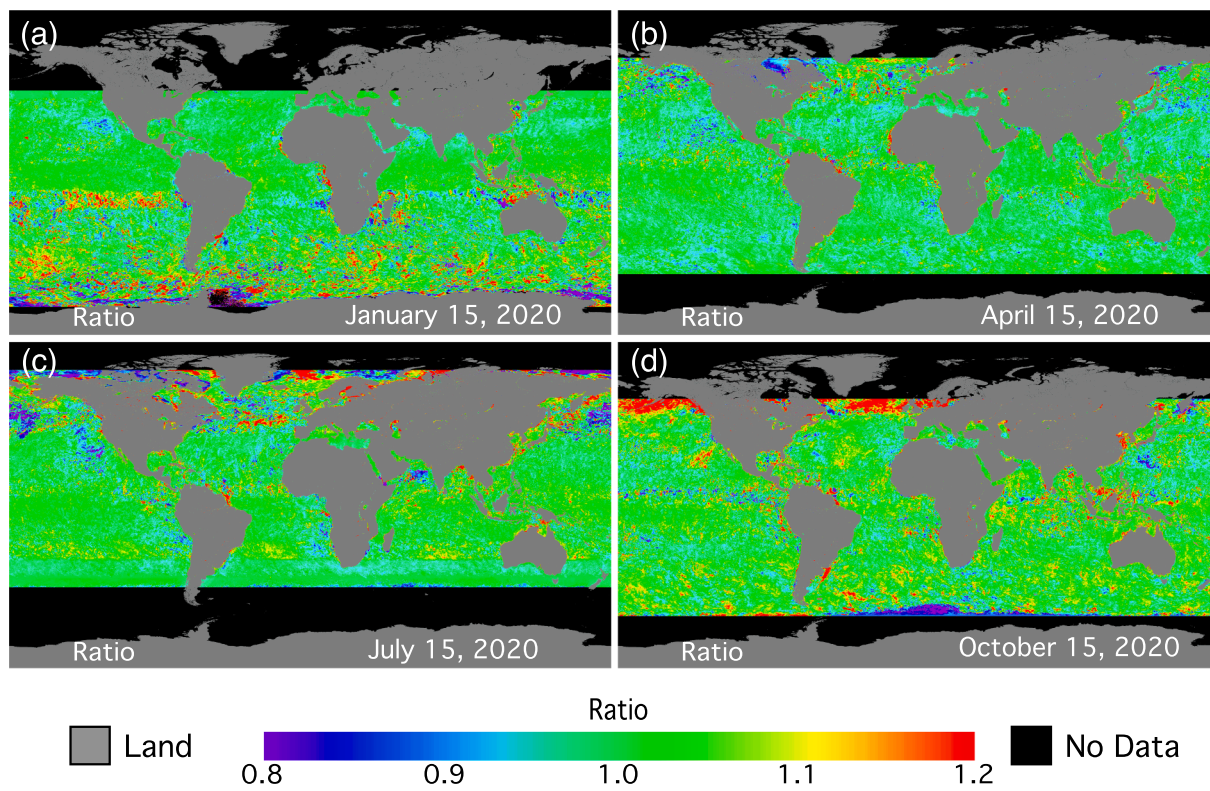 (a)
(b)
Ratio
January 15, 2020
Ratio
April 15, 2020
(c)
(d)
Ratio
July 15, 2020
Ratio
October 15, 2020
Ratio
Land
No Data
0.8
0.9
1.0
1.1
1.2